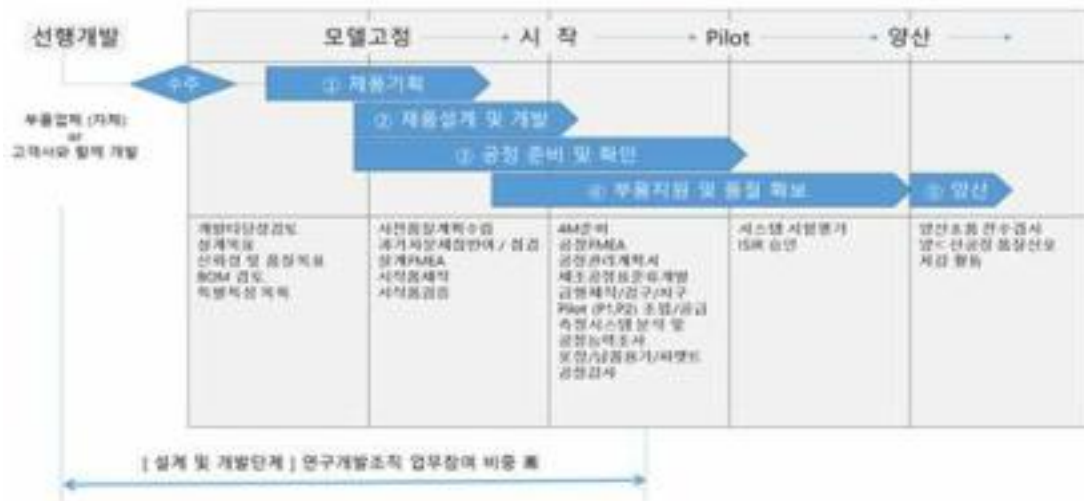 선행개발
모델고정
시 작
Pilot
양산
수주
① 제품기획
부품업체 (자체)
or
고객사와 함께 개발
② 제품설계 및 개발
③ 공정 준비 및 확인
④ 부품지원 및 품질 확보
⑤ 양산
개발타당성검토
설계목표
신뢰성 및 품질목표
BOM 검토
특별특성 목록
사전품질계획수립
과거차문제점반영 / 점검
설계FMEA
시작품제작
시작품검증
4M준비
공정FMEA
공정관리계획서
제조공정표준류개발
금형제작/검구/치구
Pilot (P1,P2) 조립/공급
측정시스템 분석 및
공정능력조사
포장/납품용기/파렛트
공정감사
시스템 시험평가
ISIR 승인
양산초품 전수검사
품질산포
저감 활동
[ 설계 및 개발단계 ] 연구개발조직 업무참여 비중